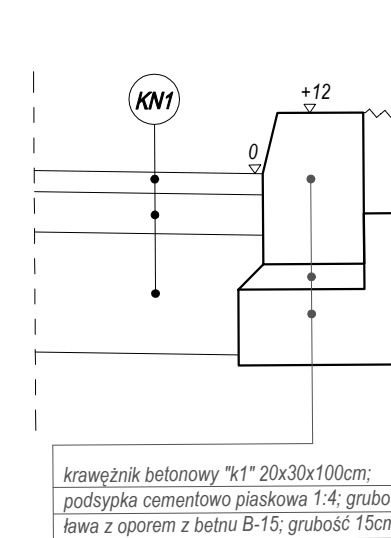 +12
KN1
0
krawężnik betonowy "k1" 20x30x100cm;
podsypka cementowo piaskowa 1:4; grubo
ława z oporem z betnu B-15; grubość 15cm